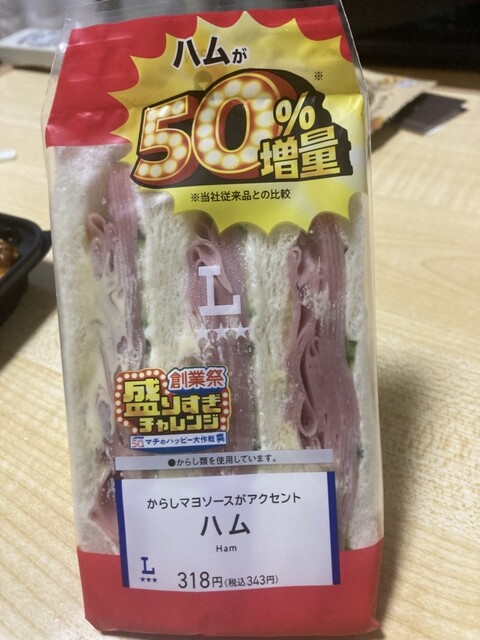 ハムが
50%増量
※
※当社従来品との比較
L
創業祭
盛りすぎ
チャレンジ
50 マチのハッピー大作戦
●からし類を使用しています。
からしマヨソースがアクセント
ハム
Ham
L
318円(税込343円)